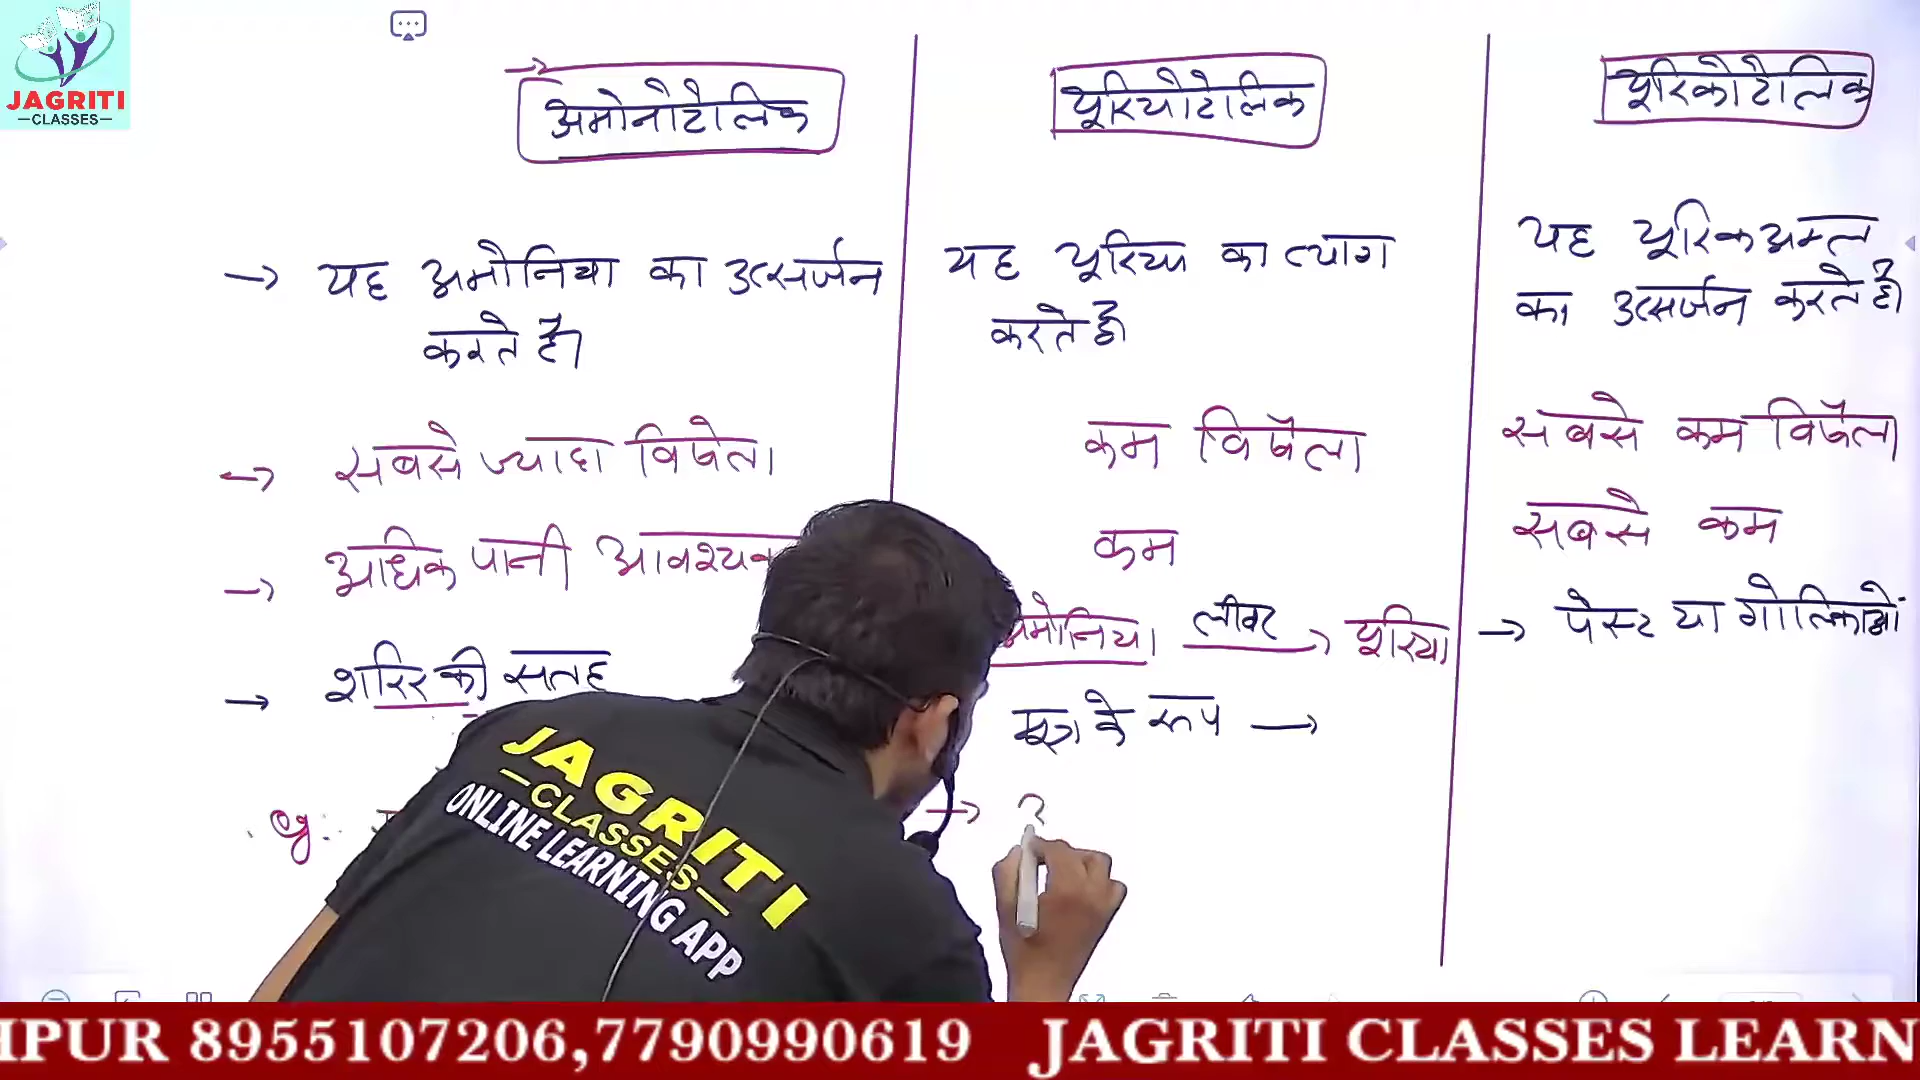 JAGRITI
CLASSES
अमोनोटेलिक
यूरियोटेलिक
यूरिकोटेलिक
→ यह अमोनिया का उत्सर्जन
करते है।
यह यूरिया का त्याग
करते है।
यह यूरिक अम्ल
का उत्सर्जन करते है।
→ सबसे ज्यादा विषेला
कम विषैला
सबसे कम विषैला
→ अधिक पानी आवश्यक
कम
सबसे कम
→ शरिर की सतह
अमोनिया लीवर → यूरिया
→ पेस्ट या गोलिकाओं
मूत्र के रूप →
eg:
→
JAGRITI
CLASSES
ONLINE LEARNING APP
IPUR 8955107206,7790990619 JAGRITI CLASSES LEARN